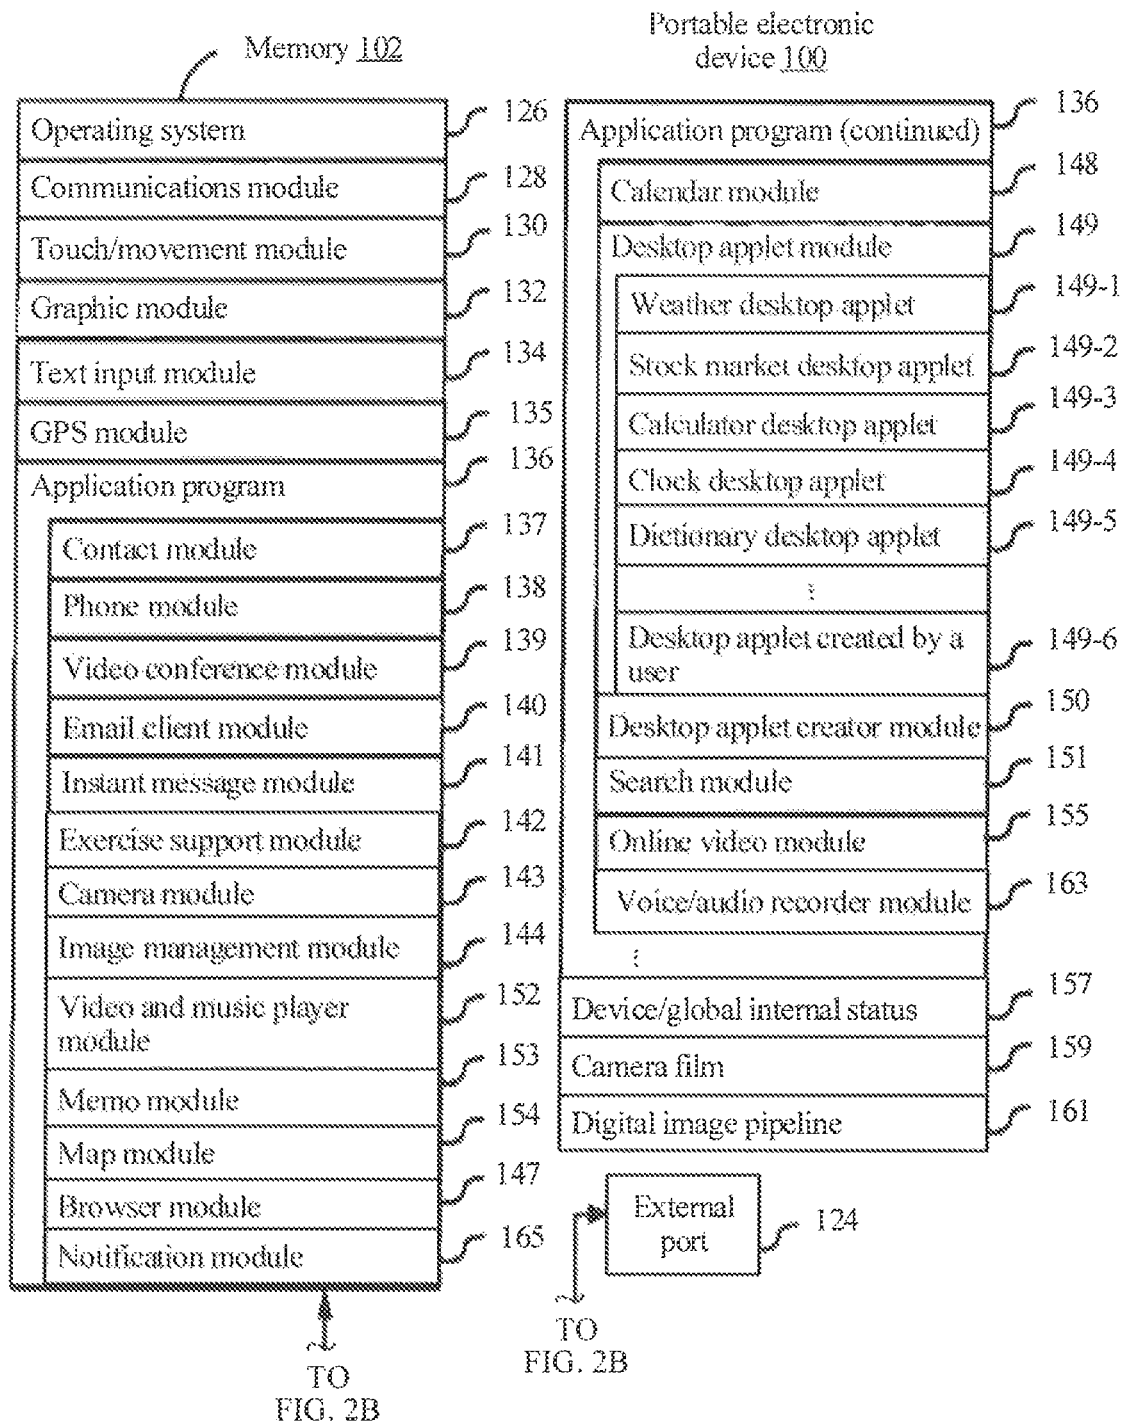 Memory 102
Operating system
126
Communications module
128
Touch/movement module
130
Graphic module
132
Text input module
134
GPS module
135
Application program
136
Contact module
137
Phone module
138
Video conference module
139
Email client module
140
Instant message module
141
Exercise support module
142
Camera module
143
Image management module
144
Video and music player
module
152
Memo module
153
Map module
154
Browser module
147
Notification module
165
TO
FIG. 2B
Portable electronic
device 100
Application program (continued)
136
Calendar module
148
Desktop applet module
149
Weather desktop applet
149-1
Stock market desktop applet
149-2
Calculator desktop applet
149-3
Clock desktop applet
149-4
Dictionary desktop applet
149-5
⋮
Desktop applet created by a
user
149-6
Desktop applet creator module
150
Search module
151
Online video module
155
Voice/audio recorder module
163
⋮
Device/global internal status
157
Camera film
159
Digital image pipeline
161
External
port
124
TO
FIG. 2B